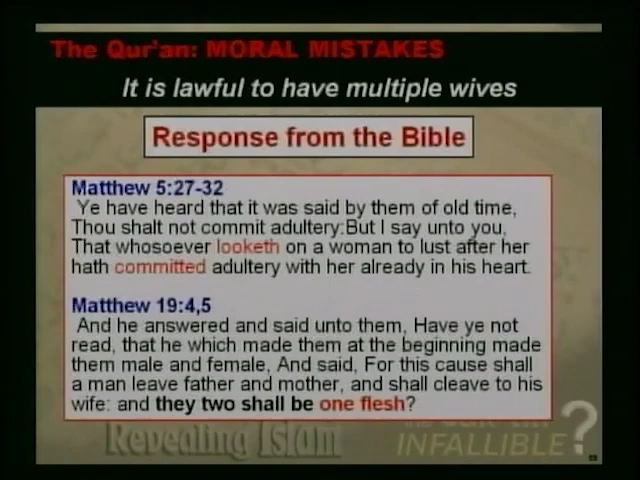 The Qur'an: MORAL MISTAKES
It is lawful to have multiple wives
Response from the Bible
Matthew 5:27-32
Ye have heard that it was said by them of old time,
Thou shalt not commit adultery:But I say unto you,
That whosoever looketh on a woman to lust after her
hath committed adultery with her already in his heart.
Matthew 19:4,5
And he answered and said unto them, Have ye not
read, that he which made them at the beginning made
them male and female, And said, For this cause shall
a man leave father and mother, and shall cleave to his
wife: and they two shall be one flesh?
Revealing Islam
INFALLIBLE?